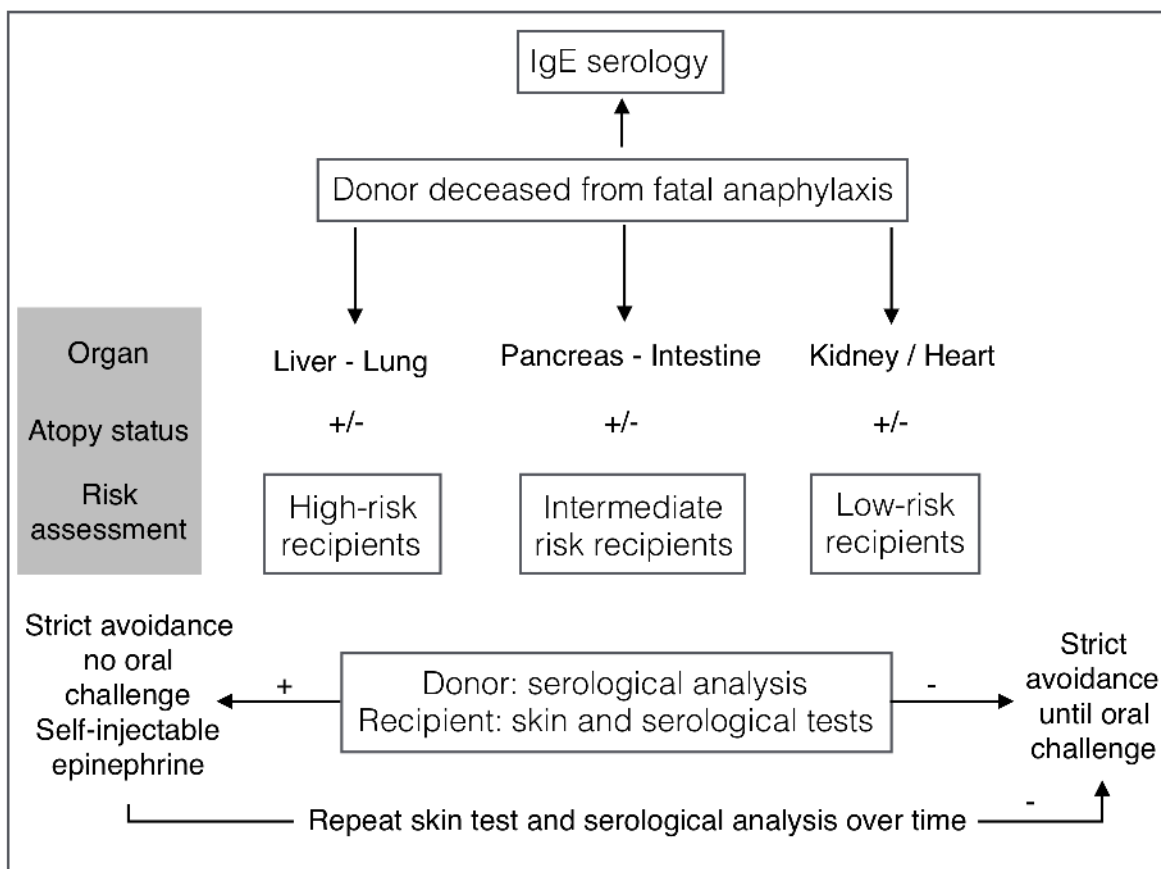 IgE serology
Donor deceased from fatal anaphylaxis
Organ
Liver - Lung
Pancreas - Intestine
Kidney / Heart
Atopy status
+/-
+/-
+/-
Risk
assessment
High-risk
recipients
Intermediate
risk recipients
Low-risk
recipients
Strict avoidance
no oral
challenge
Self-injectable
epinephrine
+
Donor: serological analysis
Recipient: skin and serological tests
-
Strict
avoidance
until oral
challenge
Repeat skin test and serological analysis over time
-